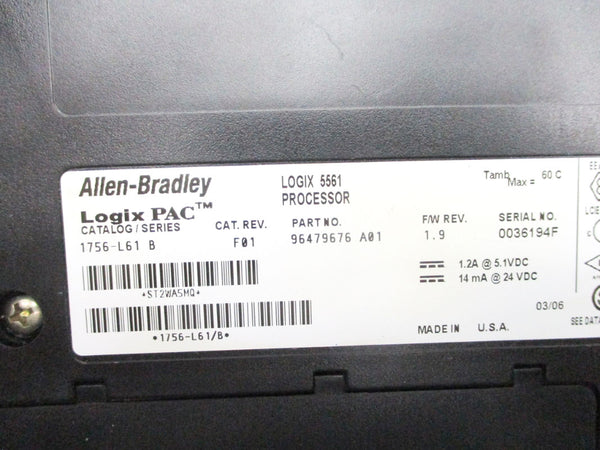 Allen-Bradley
LOGIX 5561
PROCESSOR
Tamb Max = 60 C
Logix PAC™
CATALOG/SERIES CAT. REV. PART NO. F/W REV. SERIAL NO.
1756-L61 B F01 96479676 A01 1.9 0036194F
1.2A @ 5.1VDC
14 mA @ 24 VDC
*ST2WA5MQ*
03/06
*1756-L61/B*
MADE IN U.S.A.
SEE DATA